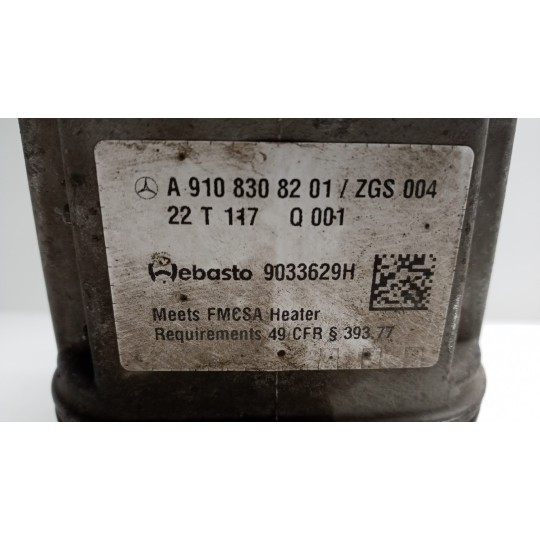 A 910 830 82 01 / ZGS 004
22 T 117 Q 001
Webasto 9033629H
Meets FMCSA Heater
Requirements 49 CFR § 393.77